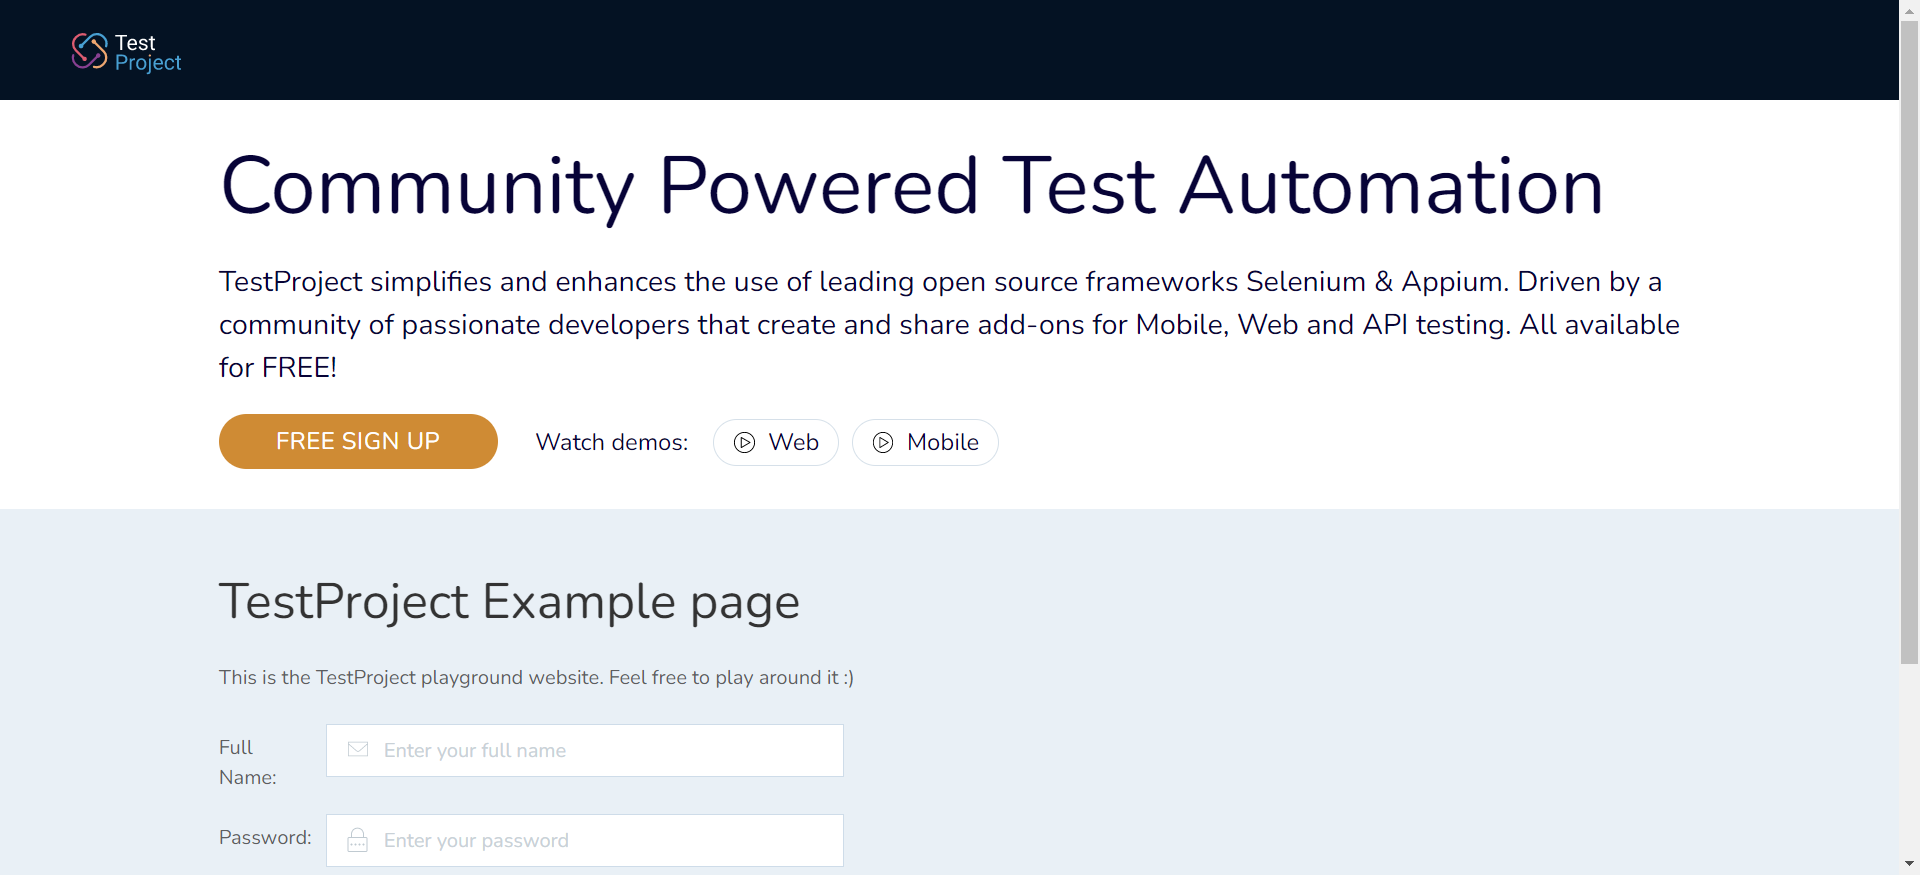 Test
Project
Community Powered Test Automation
TestProject simplifies and enhances the use of leading open source frameworks Selenium & Appium. Driven by a
community of passionate developers that create and share add-ons for Mobile, Web and API testing. All available
for FREE!
FREE SIGN UP
Watch demos:
Web
Mobile
TestProject Example page
This is the TestProject playground website. Feel free to play around it :)
Full
Name:
Enter your full name
Password:
Enter your password